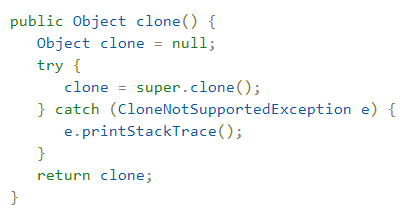 public Object clone() {
   Object clone = null;
   try {
      clone = super.clone();
   } catch (CloneNotSupportedException e) {
      e.printStackTrace();
   }
   return clone;
}